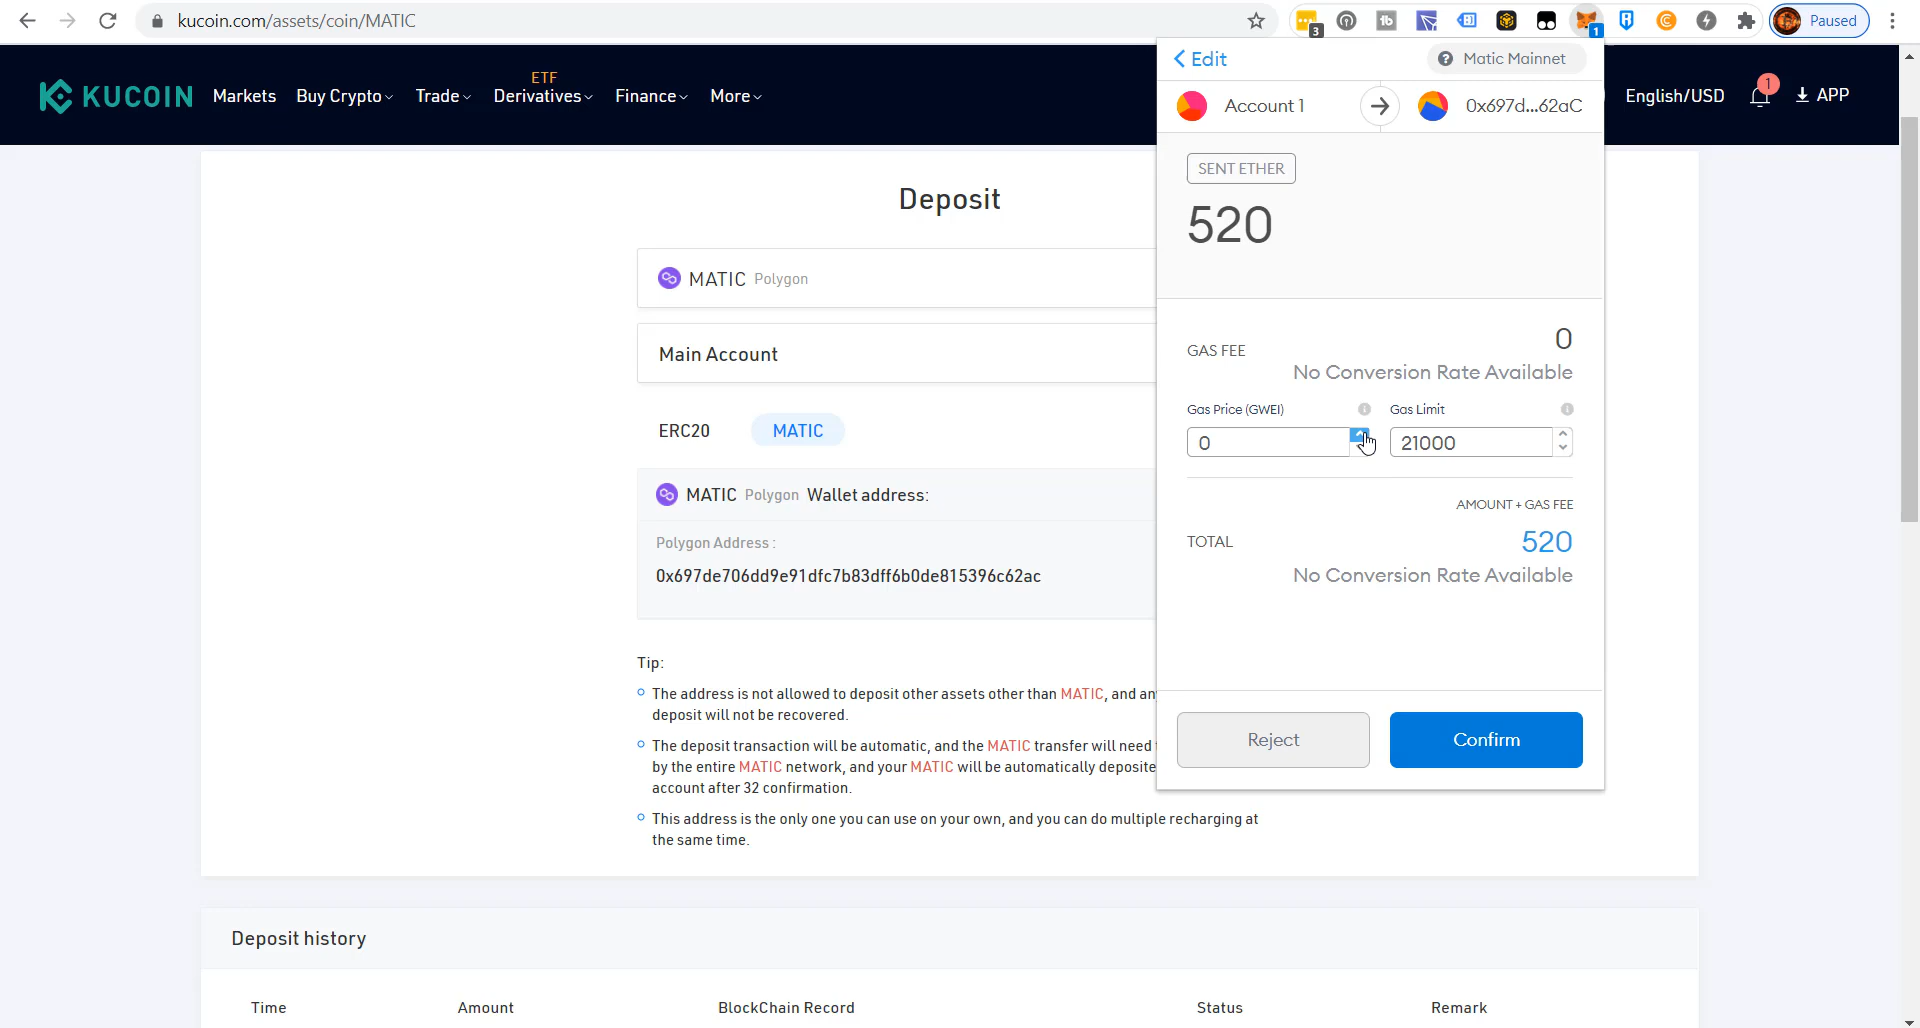 kucoin.com/assets/coin/MATIC
3
1
Paused
KUCOIN
Markets
Buy Crypto
Trade
ETF
Derivatives
Finance
More
English/USD
1
APP
Deposit
MATIC Polygon
Main Account
ERC20
MATIC
MATIC Polygon Wallet address:
Polygon Address :
0x697de706dd9e91dfc7b83dff6b0de815396c62ac
Tip:
The address is not allowed to deposit other assets other than MATIC, and
deposit will not be recovered.
The deposit transaction will be automatic, and the MATIC transfer will need
by the entire MATIC network, and your MATIC will be automatically
account after 32 confirmation.
This address is the only one you can use on your own, and you can do multiple recharging at
the same time.
Deposit history
Time Amount BlockChain Record Status Remark
Edit
Matic Mainnet
Account 1
0x697d...62aC
SENT ETHER
520
GAS FEE
0
No Conversion Rate Available
Gas Price (GWEI)
Gas Limit
0
21000
AMOUNT + GAS FEE
TOTAL
520
No Conversion Rate Available
Reject
Confirm